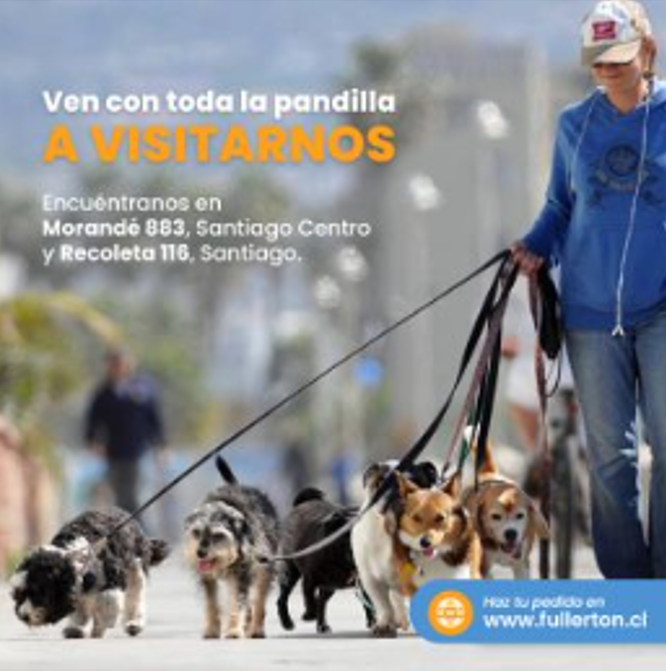 Ven con toda la pandilla
A VISITARNOS
Encuéntranos en
Morandé 883, Santiago Centro
y Recoleta 116, Santiago.
Haz tu pedido en
www.fullerton.cl